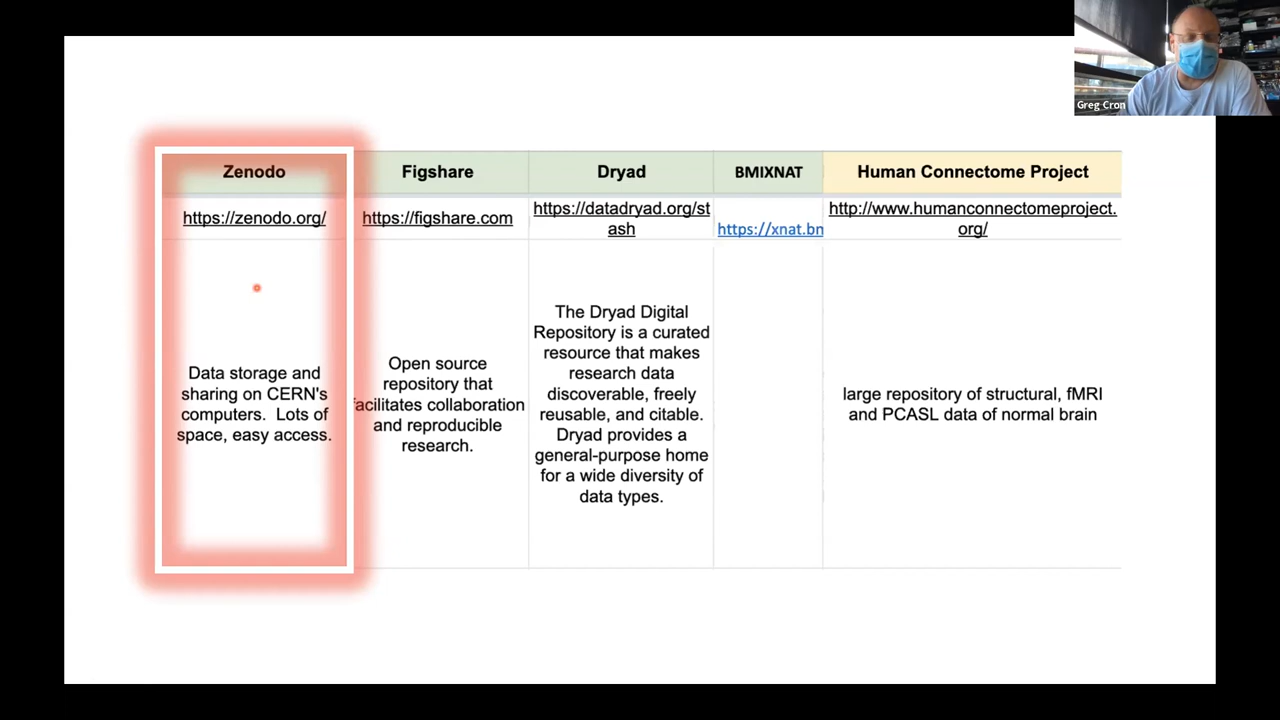 Greg Cron
Zenodo
Figshare
Dryad
BMIXNAT
Human Connectome Project
https://zenodo.org/
https://figshare.com
https://datadryad.org/st
ash
https://xnat.bn
http://www.humanconnectomeproject.
org/
Data storage and
sharing on CERN's
computers. Lots of
space, easy access.
Open source
repository that
facilitates collaboration
and reproducible
research.
The Dryad Digital
Repository is a curated
resource that makes
research data
discoverable, freely
reusable, and citable.
Dryad provides a
general-purpose home
for a wide diversity of
data types.
large repository of structural, fMRI
and PCASL data of normal brain